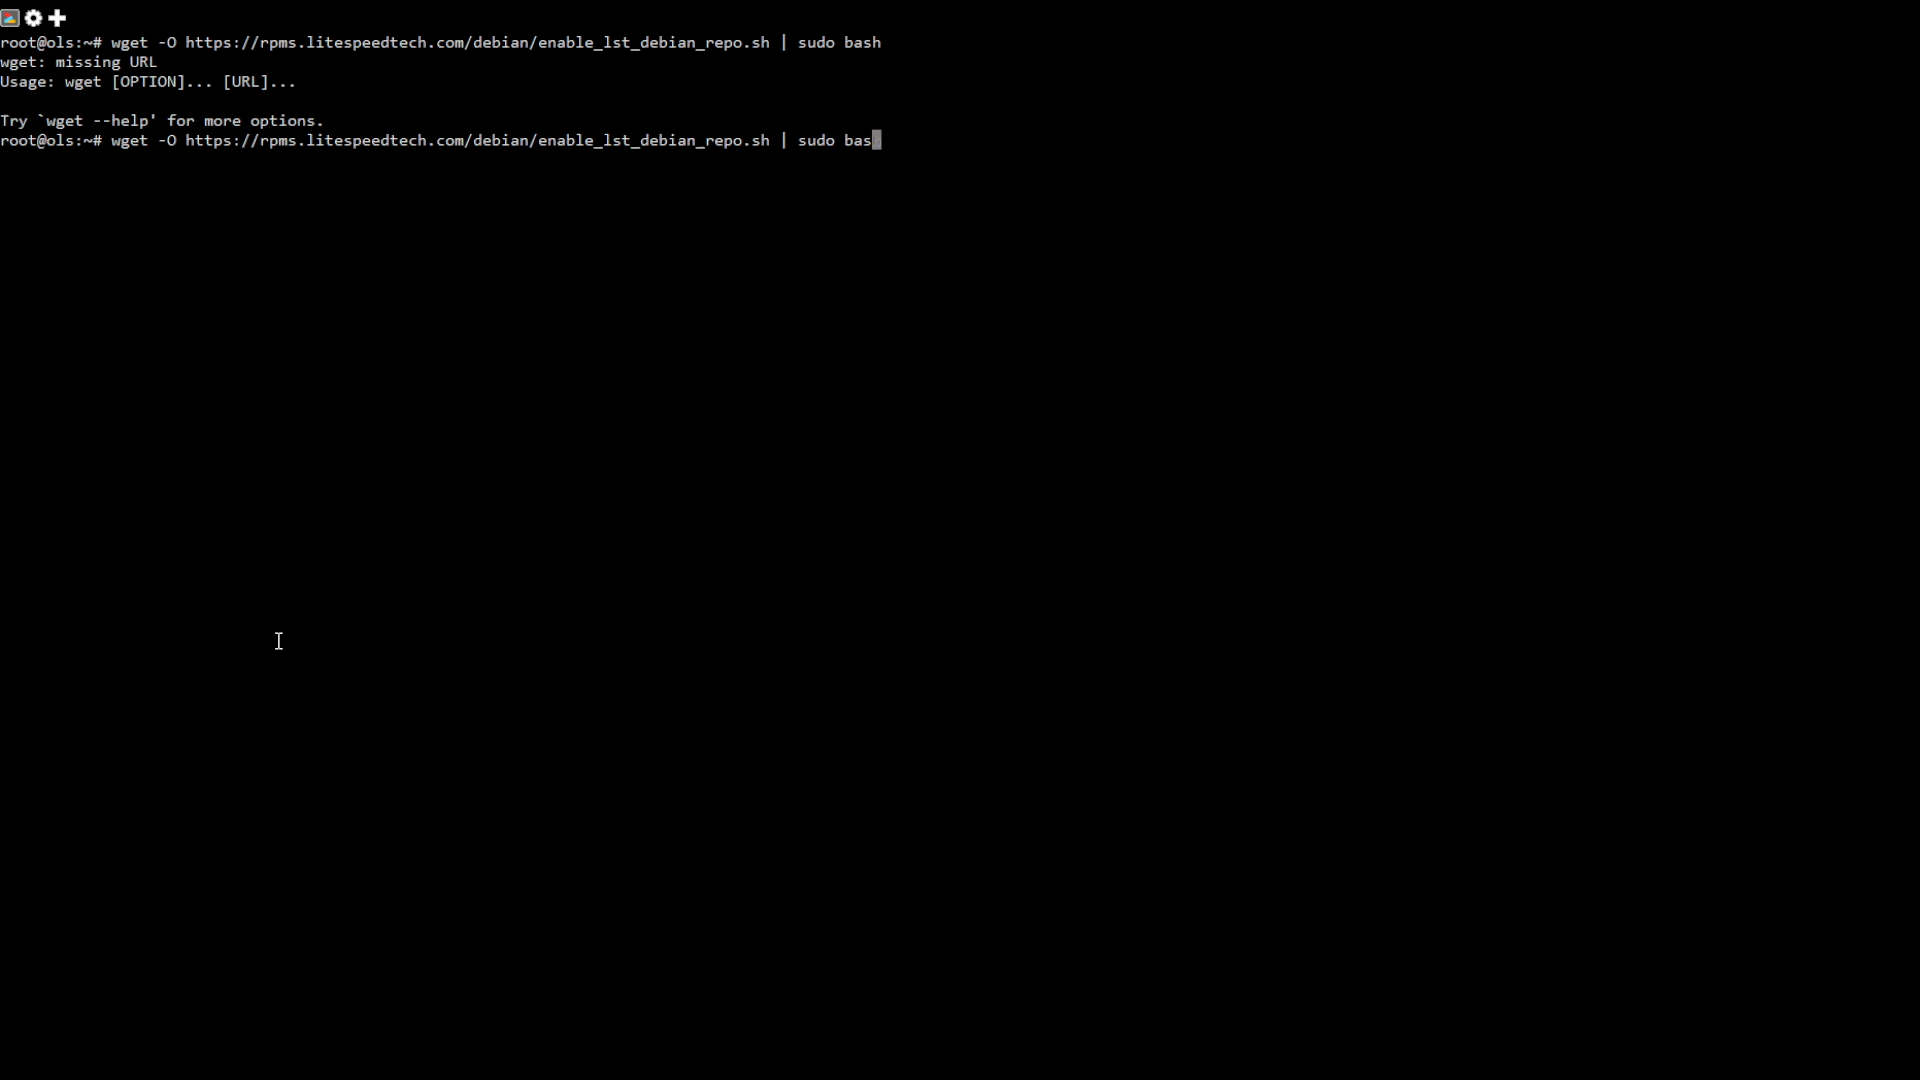 root@ols:~# wget -O https://rpms.litespeedtech.com/debian/enable_lst_debian_repo.sh | sudo bash
wget: missing URL
Usage: wget [OPTION]... [URL]...
Try `wget --help' for more options.
root@ols:~# wget -O https://rpms.litespeedtech.com/debian/enable_lst_debian_repo.sh | sudo bas